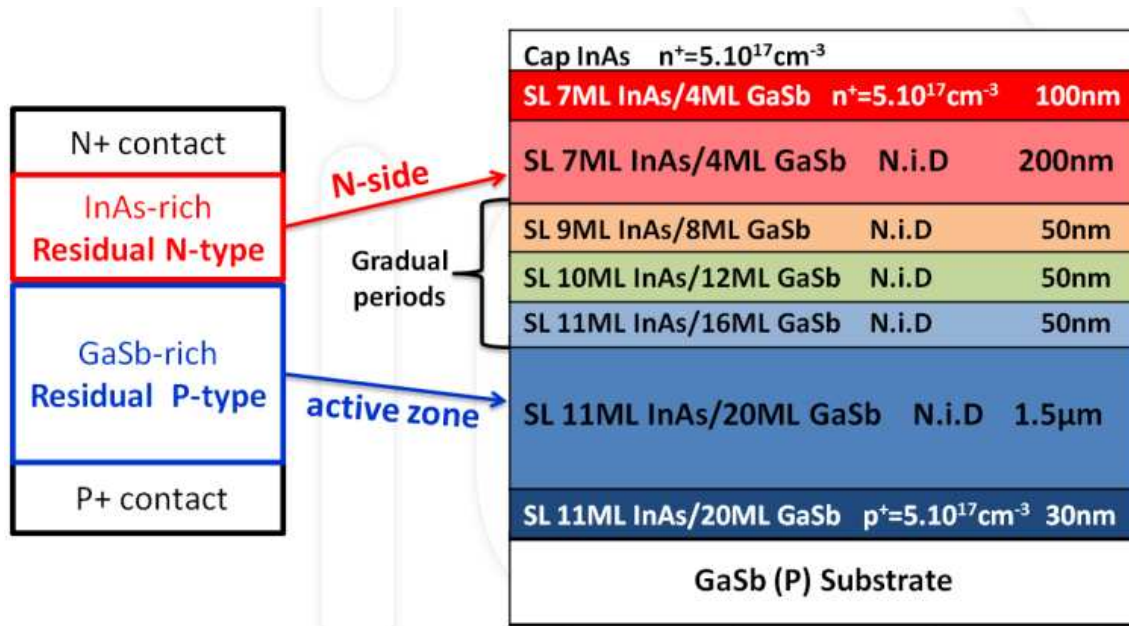 N+ contact
InAs-rich
Residual N-type
GaSb-rich
Residual P-type
P+ contact
N-side
active zone
Gradual
periods
Cap InAs n⁺=5.10¹⁷cm⁻³
SL 7ML InAs/4ML GaSb n⁺=5.10¹⁷cm⁻³ 100nm
SL 7ML InAs/4ML GaSb N.i.D 200nm
SL 9ML InAs/8ML GaSb N.i.D 50nm
SL 10ML InAs/12ML GaSb N.i.D 50nm
SL 11ML InAs/16ML GaSb N.i.D 50nm
SL 11ML InAs/20ML GaSb N.i.D 1.5µm
SL 11ML InAs/20ML GaSb p⁺=5.10¹⁷cm⁻³ 30nm
GaSb (P) Substrate